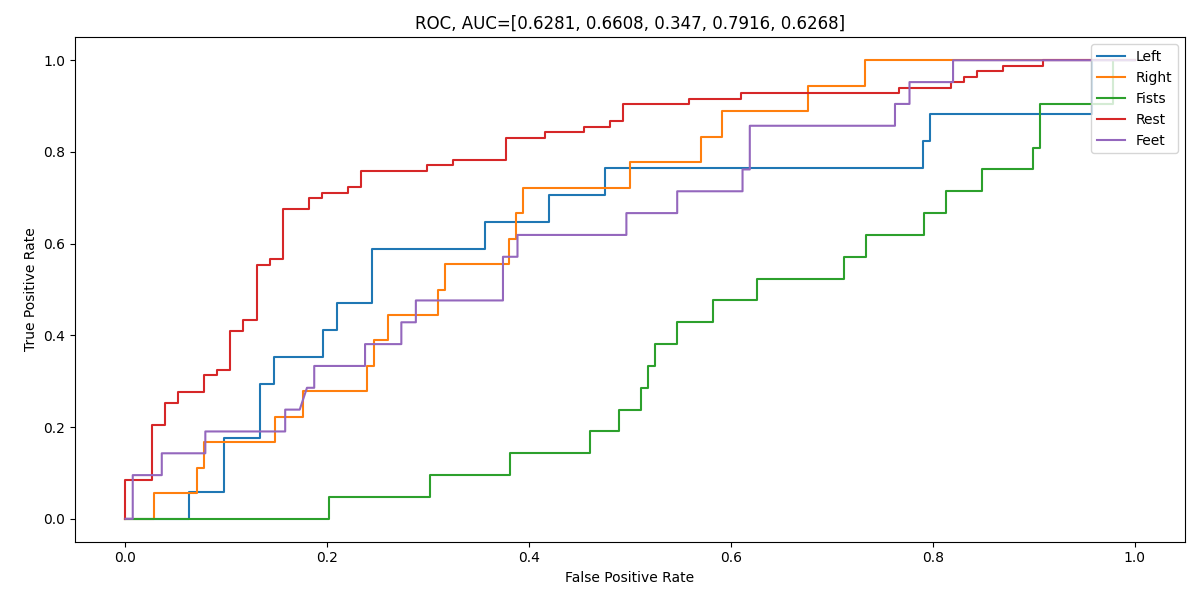 ROC, AUC=[0.6281, 0.6608, 0.347, 0.7916, 0.6268]
Left
Right
Fists
Rest
Feet
True Positive Rate
1.0
0.8
0.6
0.4
0.2
0.0
0.0 0.2 0.4 0.6 0.8 1.0
False Positive Rate